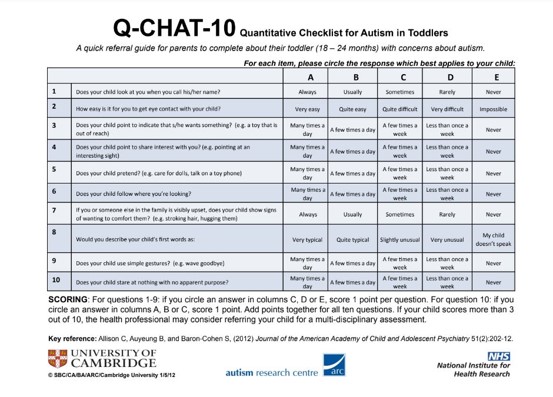 Q-CHAT-10 Quantitative Checklist for Autism in Toddlers
A quick referral guide for parents to complete about their toddler (18 – 24 months) with concerns about autism.
For each item, please circle the response which best applies to your child:
A B C D E
1 Does your child look at you when you call his/her name? Always Usually Sometimes Rarely Never
2 How easy is it for you to get eye contact with your child? Very easy Quite easy Quite difficult Very difficult Impossible
3 Does your child point to indicate that s/he wants something? (e.g. a toy that is out of reach) Many times a day A few times a day A few times a week Less than once a week Never
4 Does your child point to share interest with you? (e.g. pointing at an interesting sight) Many times a day A few times a day A few times a week Less than once a week Never
5 Does your child pretend? (e.g. care for dolls, talk on a toy phone) Many times a day A few times a day A few times a week Less than once a week Never
6 Does your child follow where you're looking? Many times a day A few times a day A few times a week Less than once a week Never
7 If you or someone else in the family is visibly upset, does your child show signs of wanting to comfort them? (e.g. stroking hair, hugging them) Always Usually Sometimes Rarely Never
8 Would you describe your child's first words as: Very typical Quite typical Slightly unusual Very unusual My child doesn't speak
9 Does your child use simple gestures? (e.g. wave goodbye) Many times a day A few times a day A few times a week Less than once a week Never
10 Does your child stare at nothing with no apparent purpose? Many times a day A few times a day A few times a week Less than once a week Never
SCORING: For questions 1-9: if you circle an answer in columns C, D or E, score 1 point per question. For question 10: if you
circle an answer in columns A, B or C, score 1 point. Add points together for all ten questions. If your child scores more than 3
out of 10, the health professional may consider referring your child for a multi-disciplinary assessment.
Key reference: Allison C, Auyeung B, and Baron-Cohen S, (2012) Journal of the American Academy of Child and Adolescent Psychiatry 51(2):202-12.
UNIVERSITY OF
CAMBRIDGE
© SBC/CA/BA/ARC/Cambridge University 1/5/12
autism research centre arc
NHS
National Institute for
Health Research